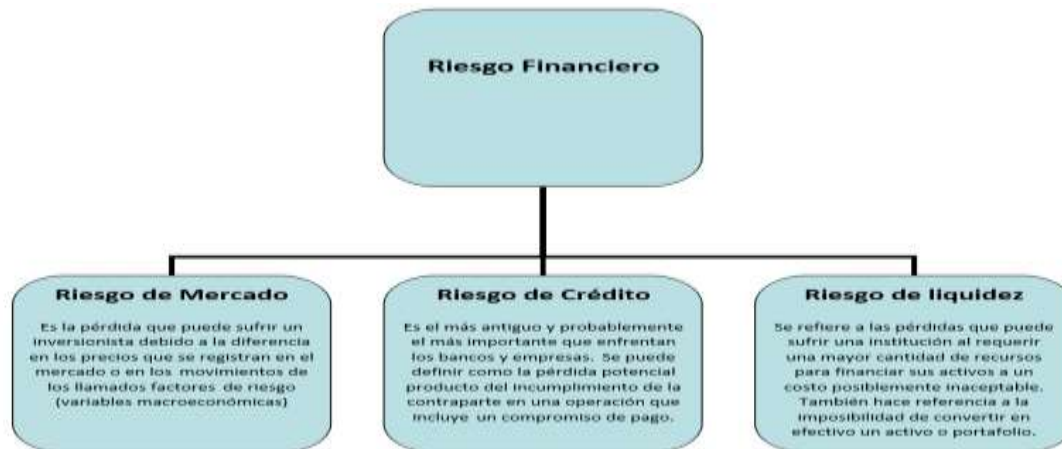 Riesgo Financiero
Riesgo de Mercado
Es la pérdida que puede sufrir un
inversionista debido a la diferencia
en los precios que se registran en el
mercado o en los movimientos de
los llamados factores de riesgo
(variables macroeconómicas)
Riesgo de Crédito
Es el más antiguo y probablemente
el más importante que enfrentan
los bancos y empresas. Se puede
definir como la pérdida potencial
producto del incumplimiento de la
contraparte en una operación que
incluye un compromiso de pago.
Riesgo de liquidez
Se refiere a las pérdidas que puede
sufrir una institución al requerir
una mayor cantidad de recursos
para financiar sus activos a un
costo posiblemente inaceptable.
También hace referencia a la
imposibilidad de convertir en
efectivo un activo o portafolio.